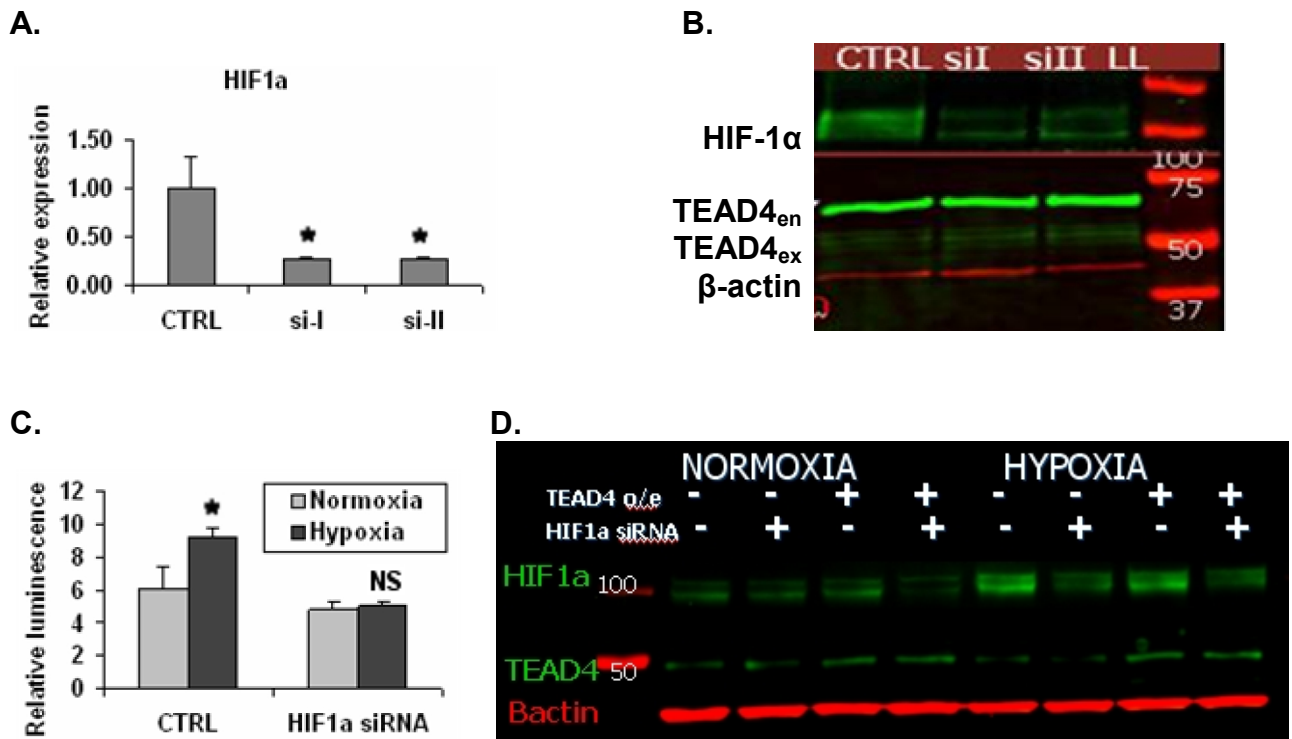 A.
HIF1a
Relative expression
1.50
1.00
0.50
0.00
*
*
CTRL si-I si-II
B.
CTRL siI siII LL
HIF-1α
100
75
TEAD4en
TEAD4ex
50
β-actin
37
C.
Relative luminescence
12
10
8
6
4
2
0
Normoxia
Hypoxia
*
NS
CTRL HIF1a siRNA
D.
NORMOXIA HYPOXIA
TEAD4 o/e - - + + - - + +
HIF1a siRNA - + - + - + - +
HIF1a 100
TEAD4 50
Bactin